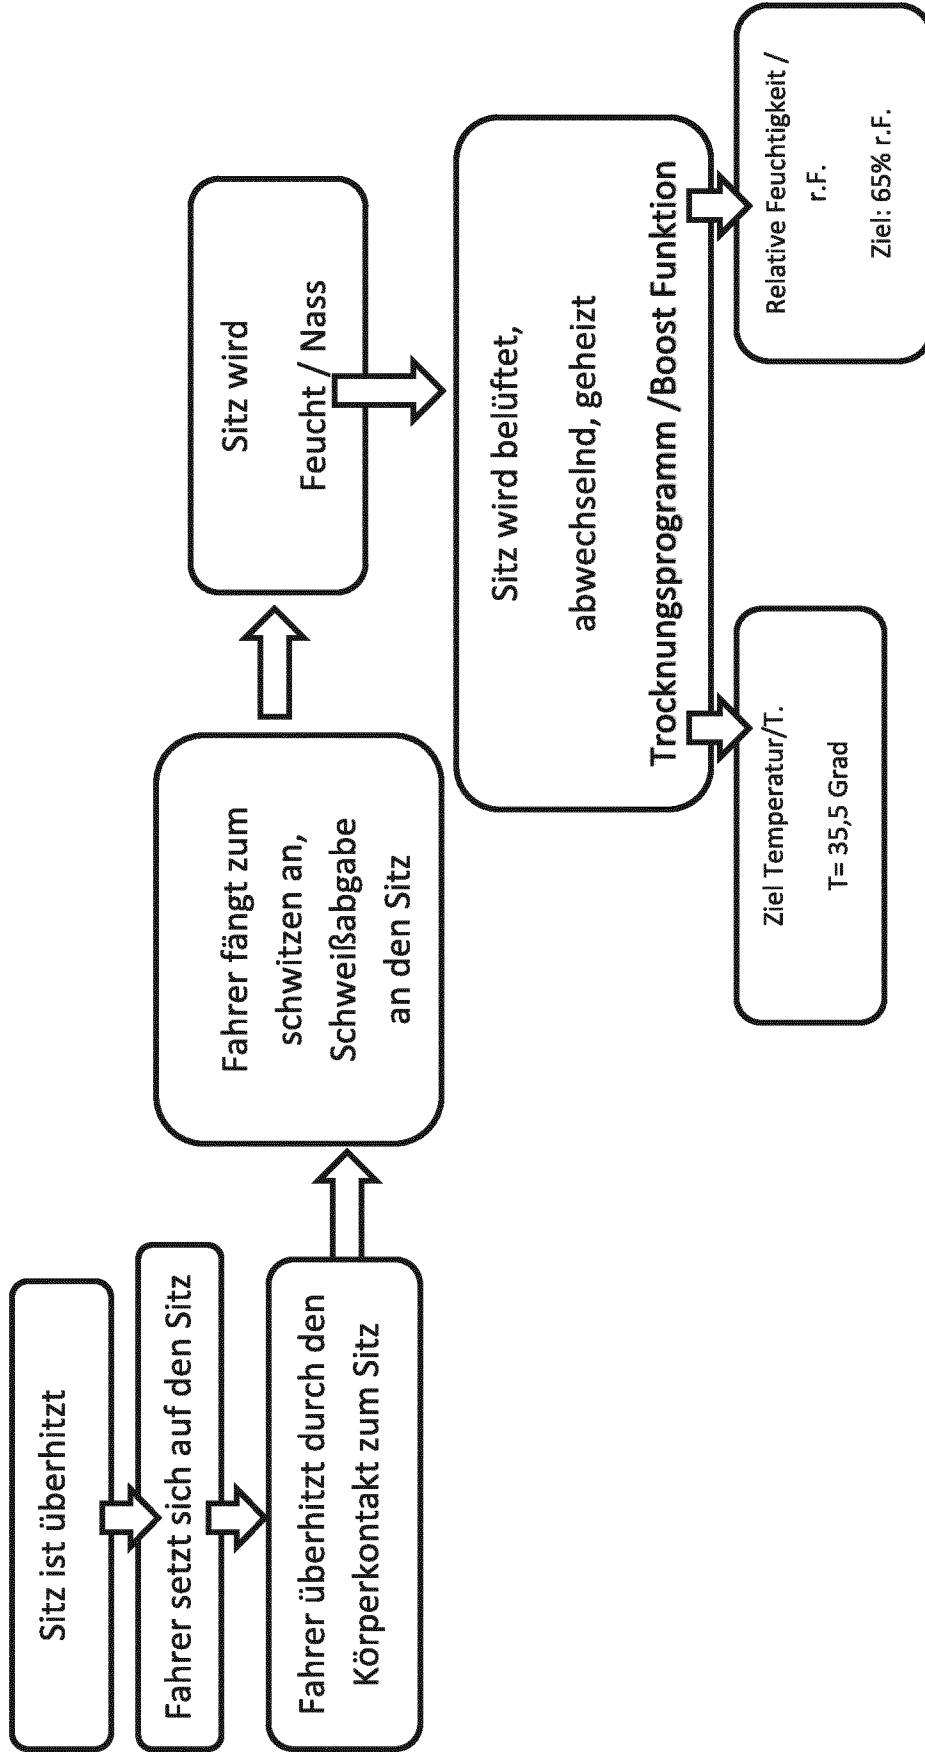 Sitz ist überhitzt
Fahrer setzt sich auf den Sitz
Fahrer überhitzt durch den
Körperkontakt zum Sitz
Fahrer fängt zum
schwitzen an,
Schweißabgabe
an den Sitz
Sitz wird
Feucht / Nass
Sitz wird belüftet,
abwechselnd, geheizt
Trocknungsprogramm /Boost Funktion
Ziel Temperatur/T.
T= 35,5 Grad
Relative Feuchtigkeit /
r.F.
Ziel: 65% r.F.